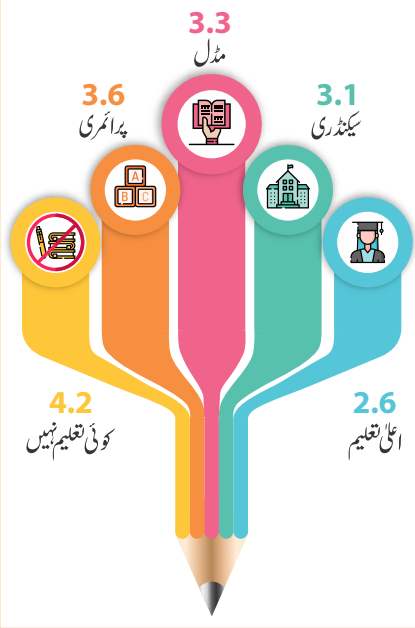 3.3
مڈل
3.6
پرائمری
3.1
سیکنڈری
A
B C
4.2
کوئی تعلیم نہیں
2.6
اعلیٰ تعلیم